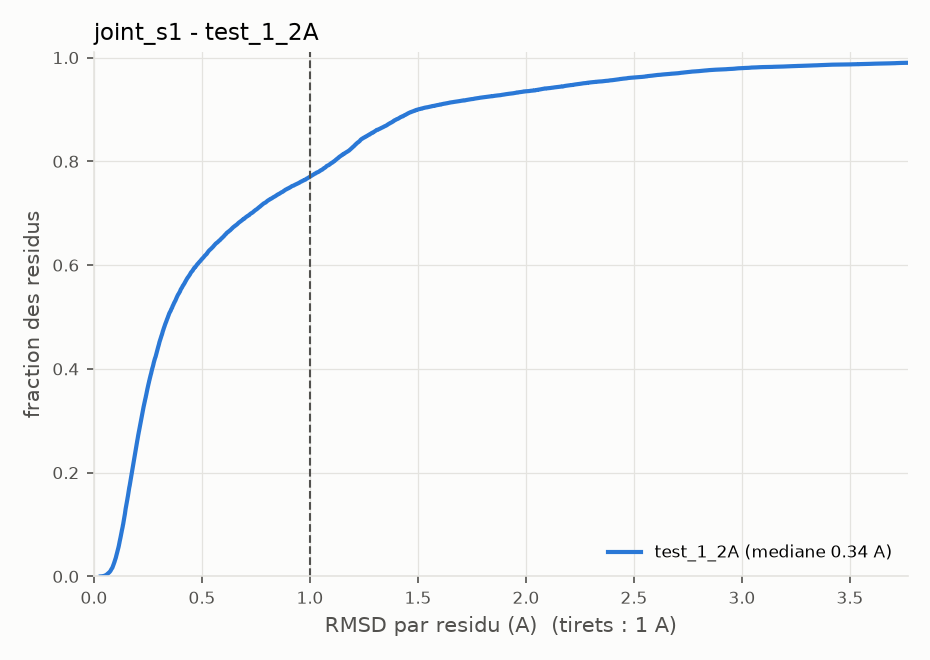 joint_s1 - test_1_2A
fraction des residus
1.0
0.8
0.6
0.4
0.2
0.0
0.0 0.5 1.0 1.5 2.0 2.5 3.0 3.5
test_1_2A (mediane 0.34 A)
RMSD par residu (A)  (tirets : 1 A)